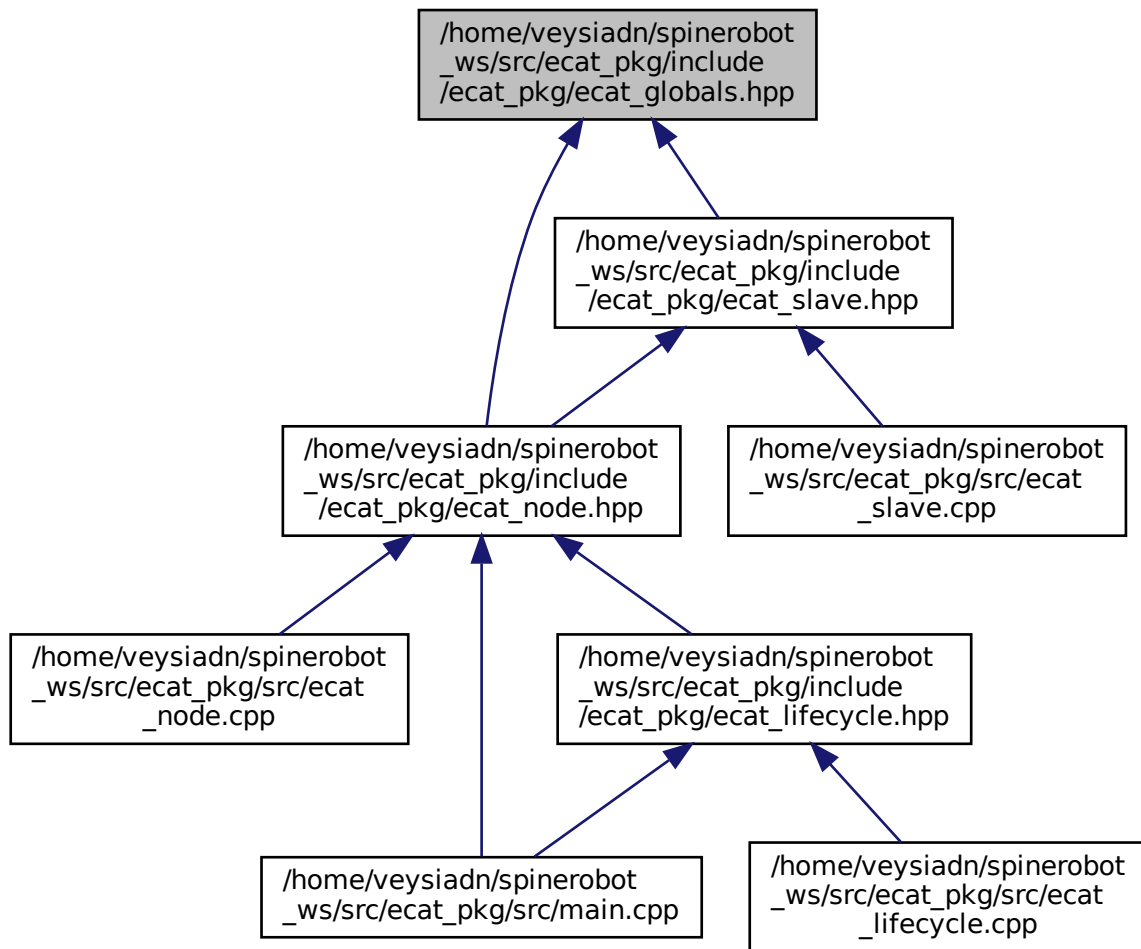 /home/veysiadn/spinerobot
_ws/src/ecat_pkg/include
/ecat_pkg/ecat_globals.hpp
/home/veysiadn/spinerobot
_ws/src/ecat_pkg/include
/ecat_pkg/ecat_slave.hpp
/home/veysiadn/spinerobot
_ws/src/ecat_pkg/include
/ecat_pkg/ecat_node.hpp
/home/veysiadn/spinerobot
_ws/src/ecat_pkg/src/ecat
_slave.cpp
/home/veysiadn/spinerobot
_ws/src/ecat_pkg/src/ecat
_node.cpp
/home/veysiadn/spinerobot
_ws/src/ecat_pkg/include
/ecat_pkg/ecat_lifecycle.hpp
/home/veysiadn/spinerobot
_ws/src/ecat_pkg/src/main.cpp
/home/veysiadn/spinerobot
_ws/src/ecat_pkg/src/ecat
_lifecycle.cpp